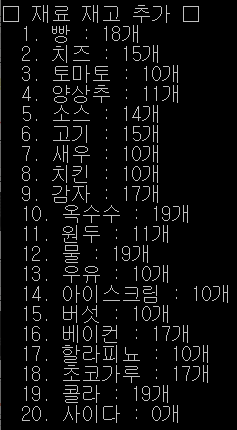 □ 재료 재고 추가 □
1. 빵 : 18개
2. 치즈 : 15개
3. 토마토 : 10개
4. 양상추 : 11개
5. 소스 : 14개
6. 고기 : 15개
7. 새우 : 10개
8. 치킨 : 10개
9. 감자 : 17개
10. 옥수수 : 19개
11. 원두 : 11개
12. 물 : 19개
13. 우유 : 10개
14. 아이스크림 : 10개
15. 버섯 : 10개
16. 베이컨 : 17개
17. 할라피뇨 : 10개
18. 초코가루 : 17개
19. 콜라 : 19개
20. 사이다 : 0개